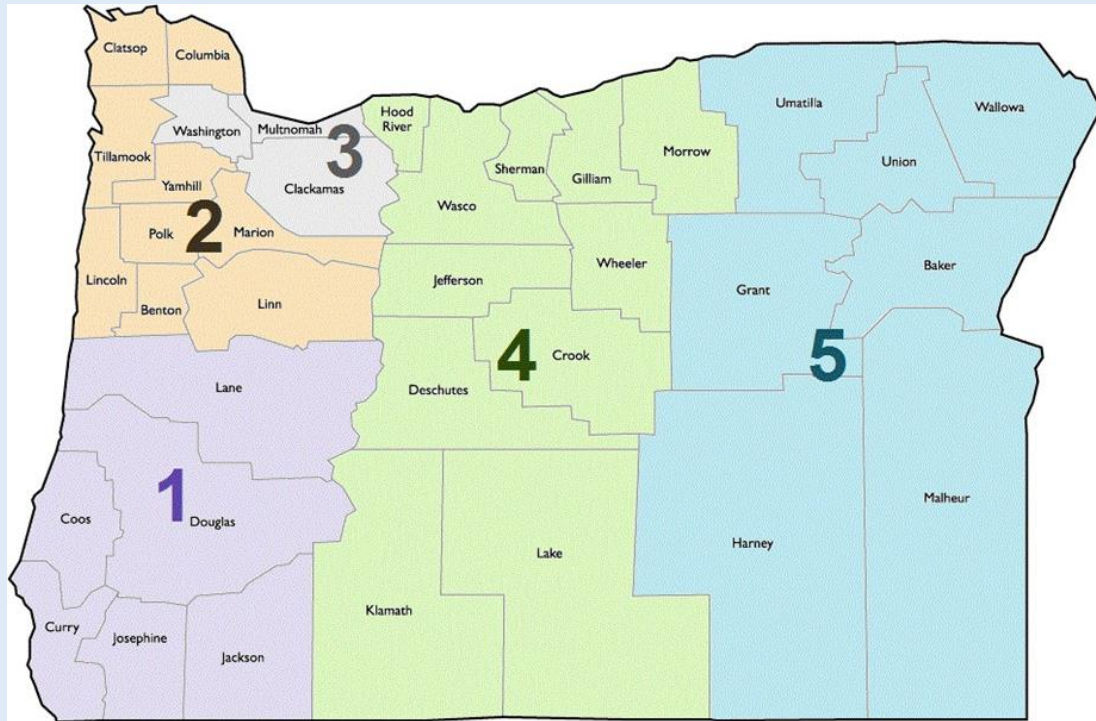 Clatsop
Columbia
Washington
Multnomah
3
Tillamook
Yamhill
Clackamas
2
Polk
Marion
Lincoln
Benton
Linn
Hood
River
Sherman
Gilliam
Morrow
Wasco
Jefferson
Wheeler
4
Crook
Deschutes
Umatilla
Wallowa
Union
Grant
Baker
5
Lane
1
Douglas
Coos
Curry
Josephine
Jackson
Klamath
Lake
Harney
Malheur